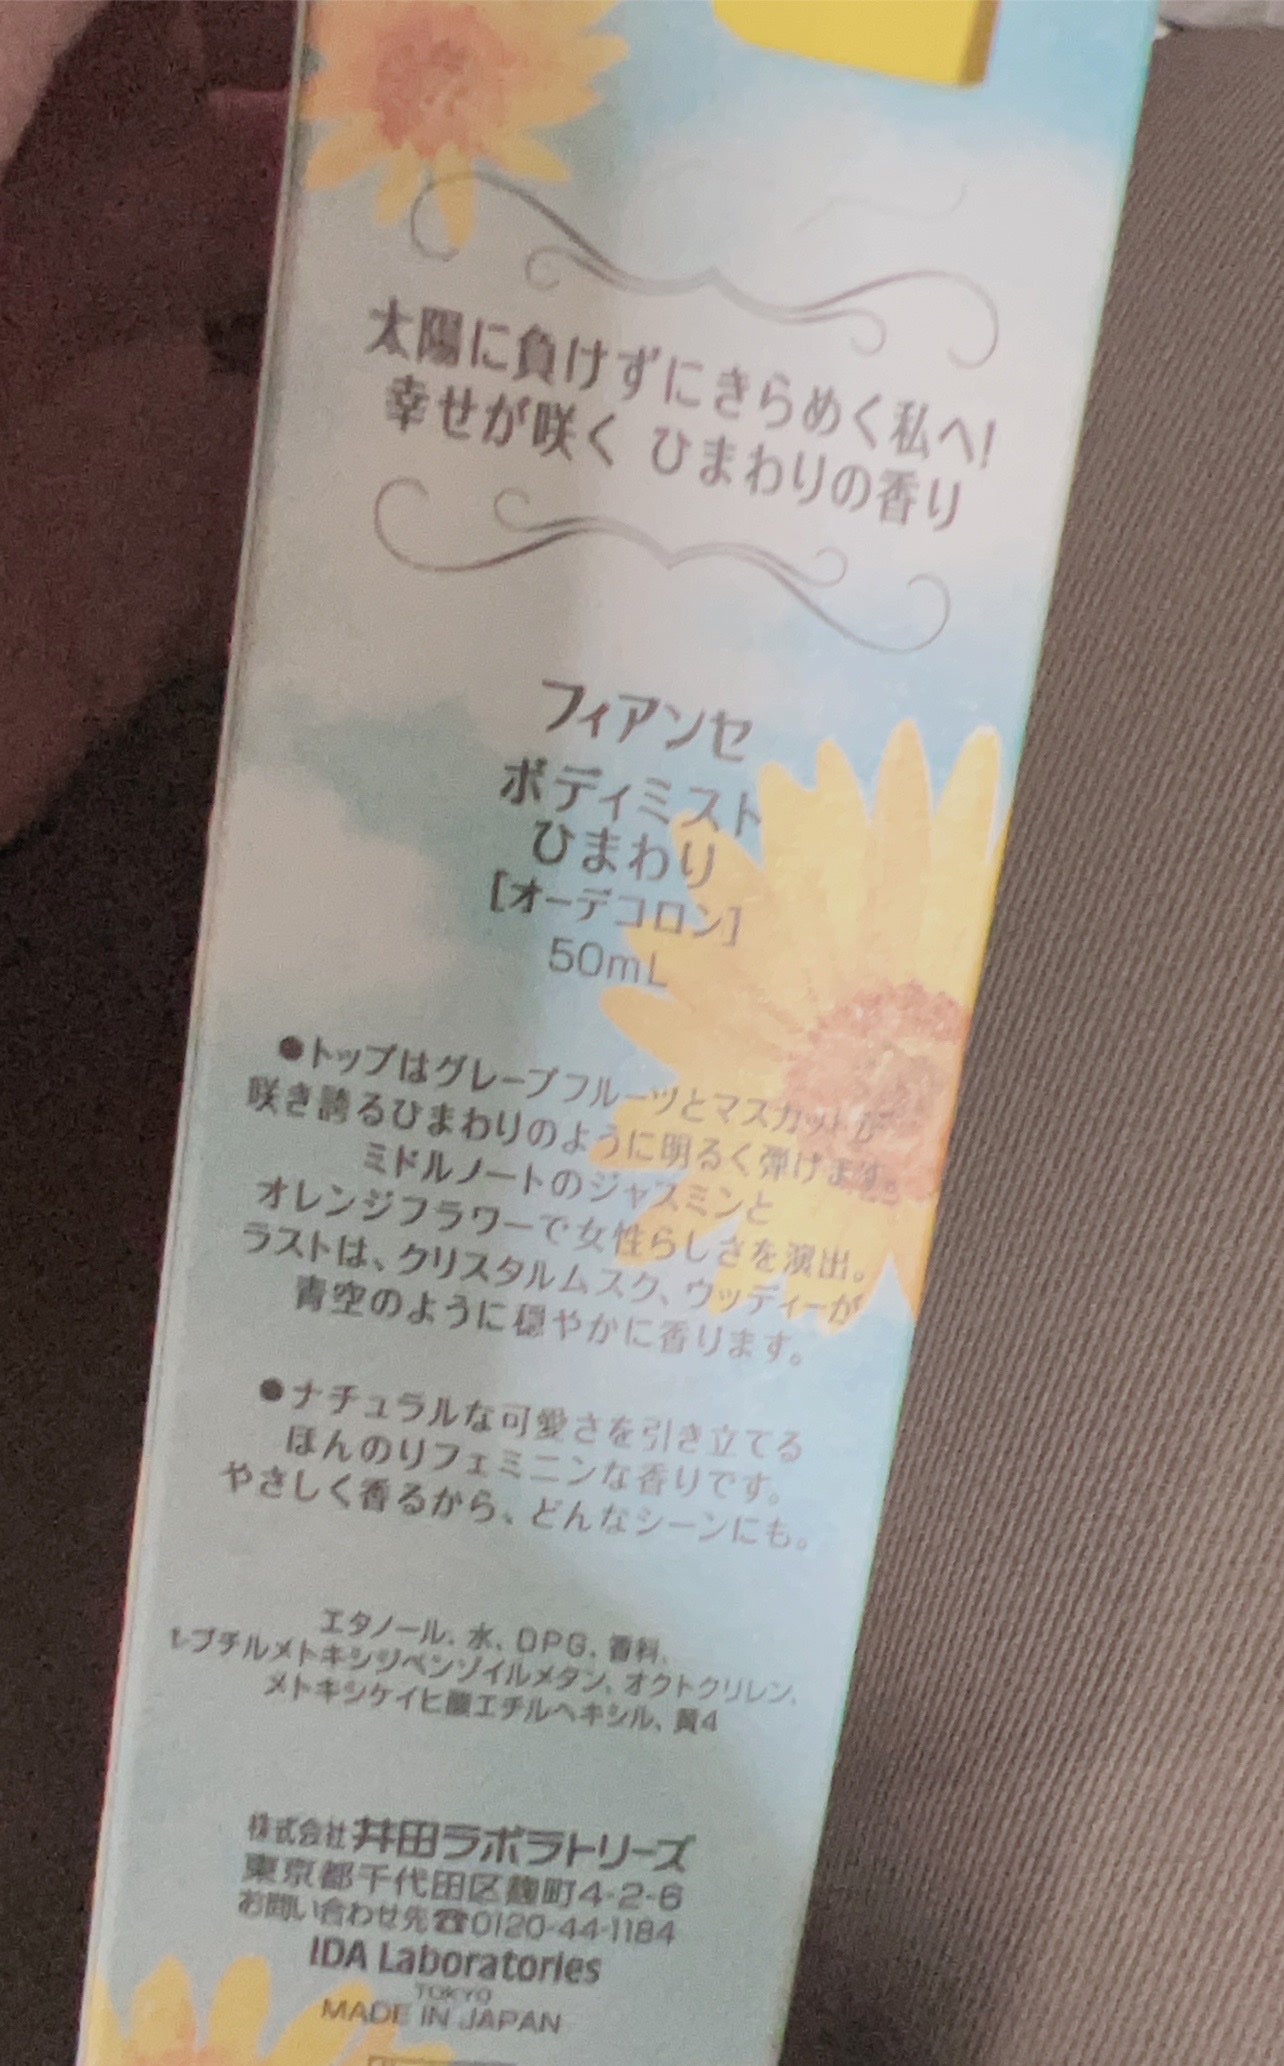 太陽に負けずにきらめく私へ!
幸せが咲く ひまわりの香り
フィアンセ
ボディミスト
ひまわり
[オーデコロン]
50mL
●トップはグレープフルーツとマスカットが
咲き誇るひまわりのように明るく弾けます。
ミドルノートのジャスミンと
オレンジフラワーで女性らしさを演出。
ラストは、クリスタルムスク、ウッディーが
青空のように穏やかに香ります。
●ナチュラルな可愛さを引き立てる
ほんのりフェミニンな香りです。
やさしく香るから、どんなシーンにも。
エタノール、水、DPG、香料、
t-ブチルメトキシジベンゾイルメタン、オクトクリレン、
メトキシケイヒ酸エチルヘキシル、黄4
株式会社 井田ラボラトリーズ
東京都千代田区麹町4-2-6
お問い合わせ先☎0120-44-1184
IDA Laboratories
TOKYO
MADE IN JAPAN